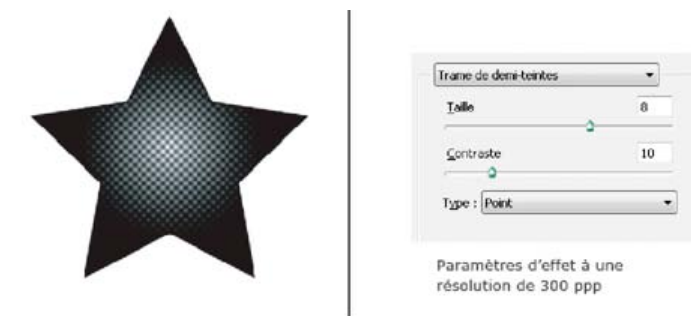 Trame de demi-teintes
Taille 8
Contraste 10
Type : Point
Paramètres d'effet à une
résolution de 300 ppp